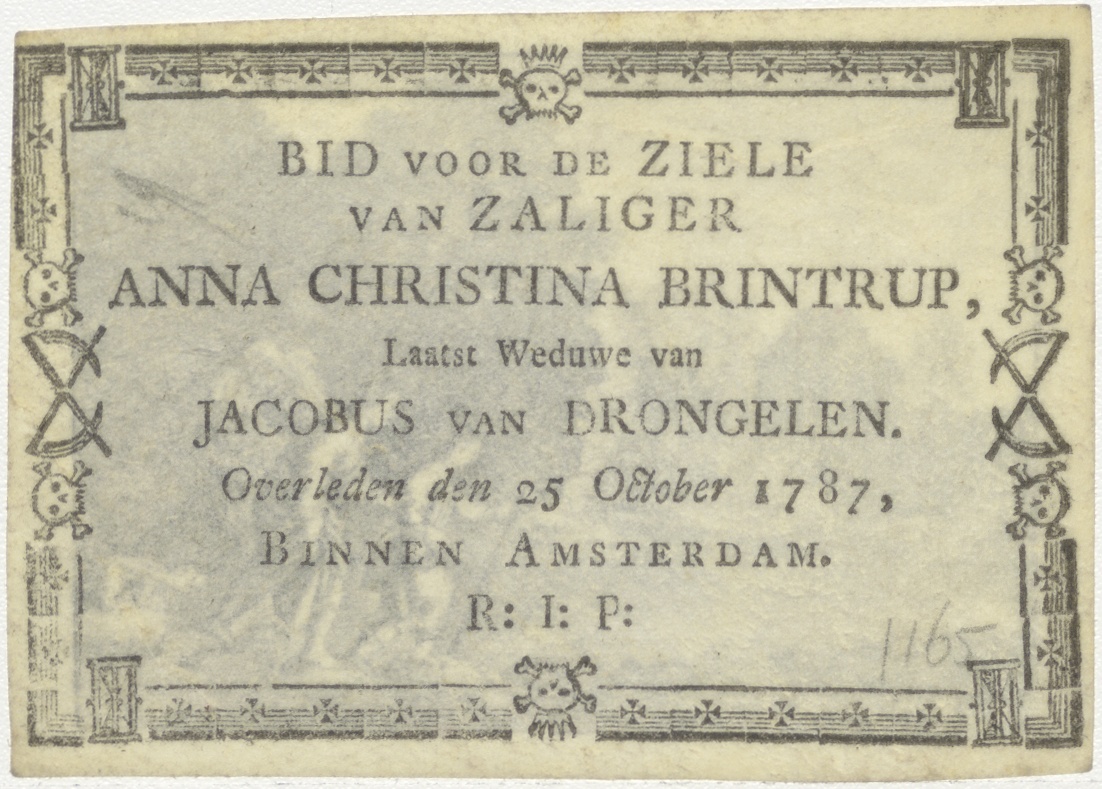 BID VOOR DE ZIELE
VAN ZALIGER
ANNA CHRISTINA BRINTRUP,
Laatst Weduwe van
JACOBUS VAN DRONGELEN.
Overleden den 25 October 1787,
BINNEN AMSTERDAM.
R: I: P:
1165